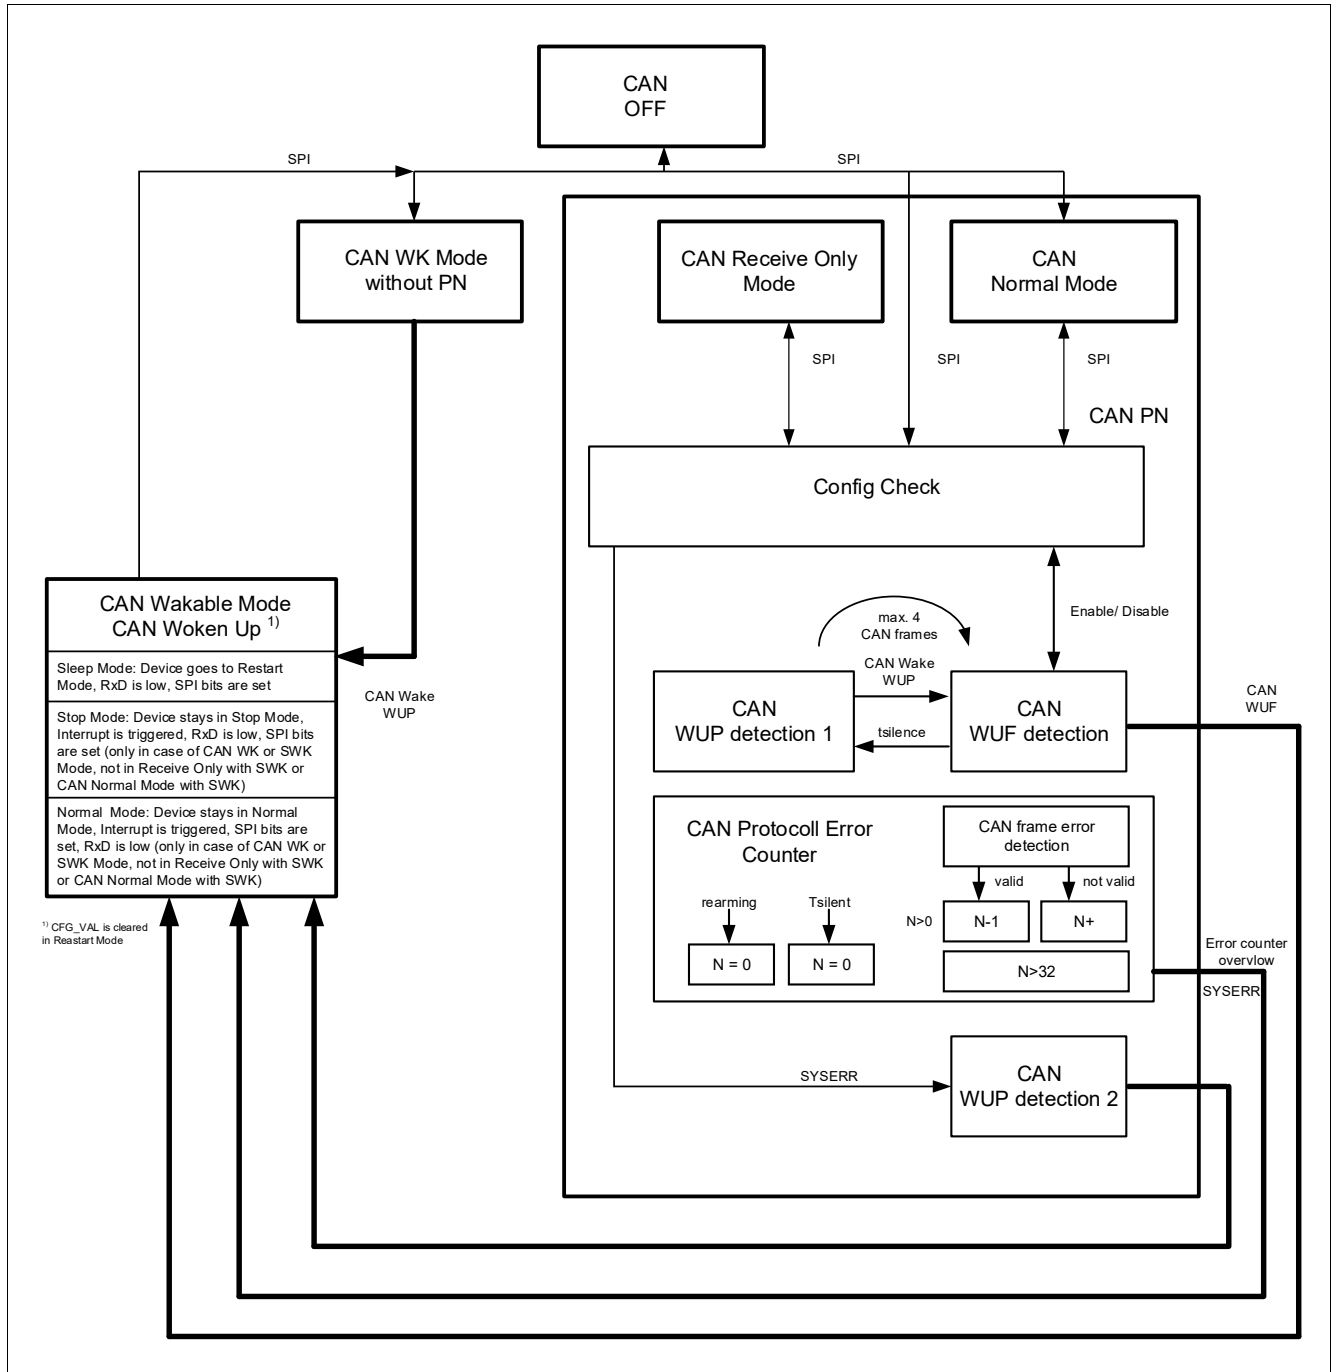 CAN
OFF
SPI
SPI
CAN WK Mode
without PN
CAN Receive Only
Mode
CAN
Normal Mode
SPI
SPI
SPI
CAN PN
Config Check
CAN Wakable Mode
CAN Woken Up 1)
Sleep Mode: Device goes to Restart
Mode, RxD is low, SPI bits are set
Stop Mode: Device stays in Stop Mode,
Interrupt is triggered, RxD is low, SPI bits
are set (only in case of CAN WK or SWK
Mode, not in Receive Only with SWK or
CAN Normal Mode with SWK)
Normal Mode: Device stays in Normal
Mode, Interrupt is triggered, SPI bits are
set, RxD is low (only in case of CAN WK or
SWK Mode, not in Receive Only with SWK
or CAN Normal Mode with SWK)
1) CFG_VAL is cleared
in Reastart Mode
CAN Wake
WUP
max. 4
CAN frames
Enable/ Disable
CAN Wake
WUP
CAN
WUP detection 1
tsilence
CAN
WUF detection
CAN
WUF
CAN Protocoll Error
Counter
CAN frame error
detection
valid
not valid
rearming
Tsilent
N>0
N-1
N+
N = 0
N = 0
N>32
Error counter
overvlow
SYSERR
SYSERR
CAN
WUP detection 2